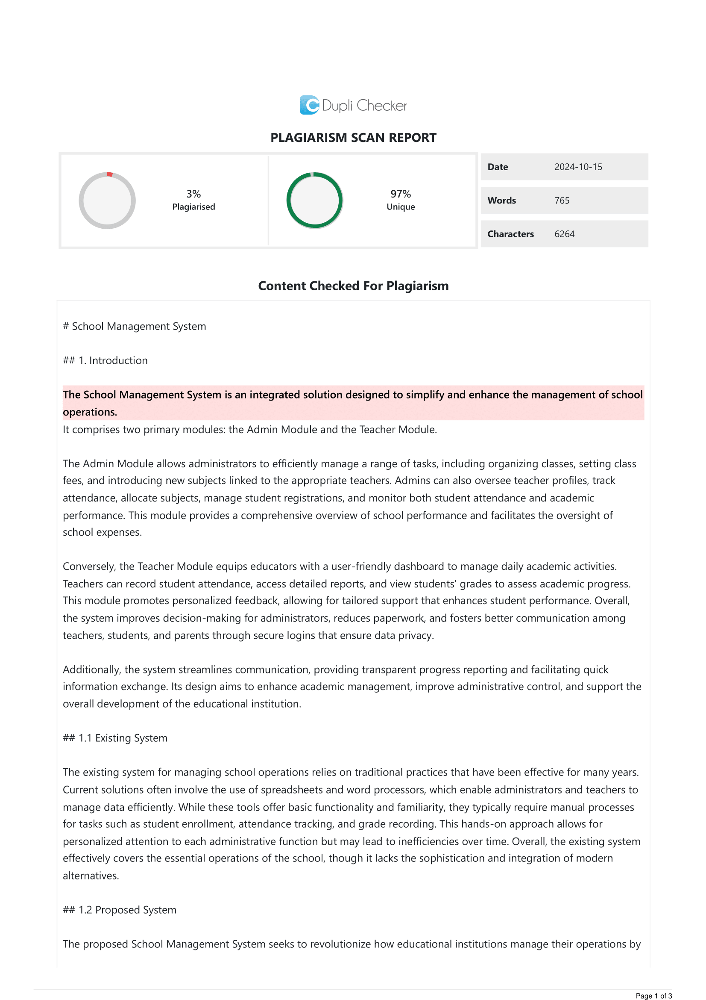 Dupli Checker
PLAGIARISM SCAN REPORT
3%
Plagiarised
97%
Unique
Date 2024-10-15
Words 765
Characters 6264
Content Checked For Plagiarism
# School Management System
## 1. Introduction
The School Management System is an integrated solution designed to simplify and enhance the management of school
operations.
It comprises two primary modules: the Admin Module and the Teacher Module.
The Admin Module allows administrators to efficiently manage a range of tasks, including organizing classes, setting class
fees, and introducing new subjects linked to the appropriate teachers. Admins can also oversee teacher profiles, track
attendance, allocate subjects, manage student registrations, and monitor both student attendance and academic
performance. This module provides a comprehensive overview of school performance and facilitates the oversight of
school expenses.
Conversely, the Teacher Module equips educators with a user-friendly dashboard to manage daily academic activities.
Teachers can record student attendance, access detailed reports, and view students' grades to assess academic progress.
This module promotes personalized feedback, allowing for tailored support that enhances student performance. Overall,
the system improves decision-making for administrators, reduces paperwork, and fosters better communication among
teachers, students, and parents through secure logins that ensure data privacy.
Additionally, the system streamlines communication, providing transparent progress reporting and facilitating quick
information exchange. Its design aims to enhance academic management, improve administrative control, and support the
overall development of the educational institution.
## 1.1 Existing System
The existing system for managing school operations relies on traditional practices that have been effective for many years.
Current solutions often involve the use of spreadsheets and word processors, which enable administrators and teachers to
manage data efficiently. While these tools offer basic functionality and familiarity, they typically require manual processes
for tasks such as student enrollment, attendance tracking, and grade recording. This hands-on approach allows for
personalized attention to each administrative function but may lead to inefficiencies over time. Overall, the existing system
effectively covers the essential operations of the school, though it lacks the sophistication and integration of modern
alternatives.
## 1.2 Proposed System
The proposed School Management System seeks to revolutionize how educational institutions manage their operations by
Page 1 of 3